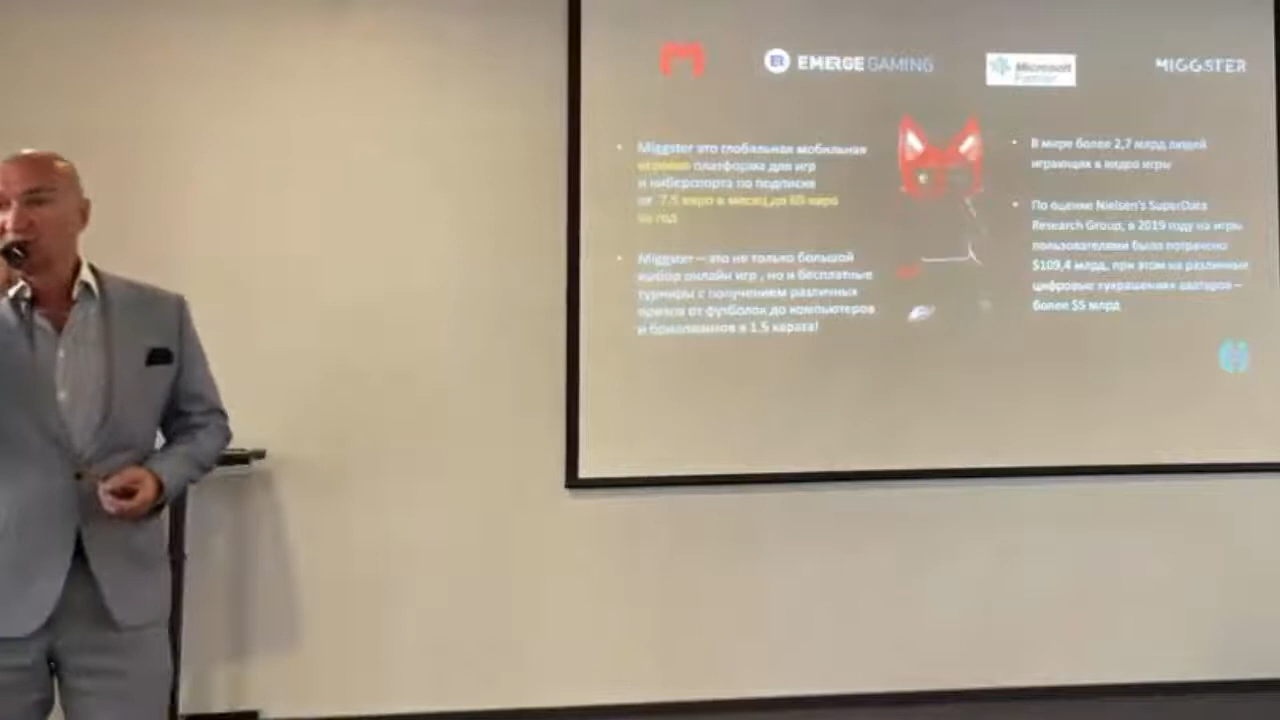 EMERGE GAMING
Microsoft
Partner
MIGGSTER
Miggster это глобальная мобильная
игровая платформа для игр
и киберспорта по подписке
от 7.5 евро в месяц до 65 евро
за год
Miggster – это не только большой
выбор онлайн игр , но и бесплатные
турниры с получением различных
призов от футболок до компьютеров
и бриллиантов в 1.5 карата!
В мире более 2,7 млрд людей
играющих в видео игры
По оценке Nielsen's SuperData
Research Group, в 2019 году на игры
пользователями было потрачено
$109,4 млрд, при этом на различные
цифровые «украшения» аватаров –
более $5 млрд